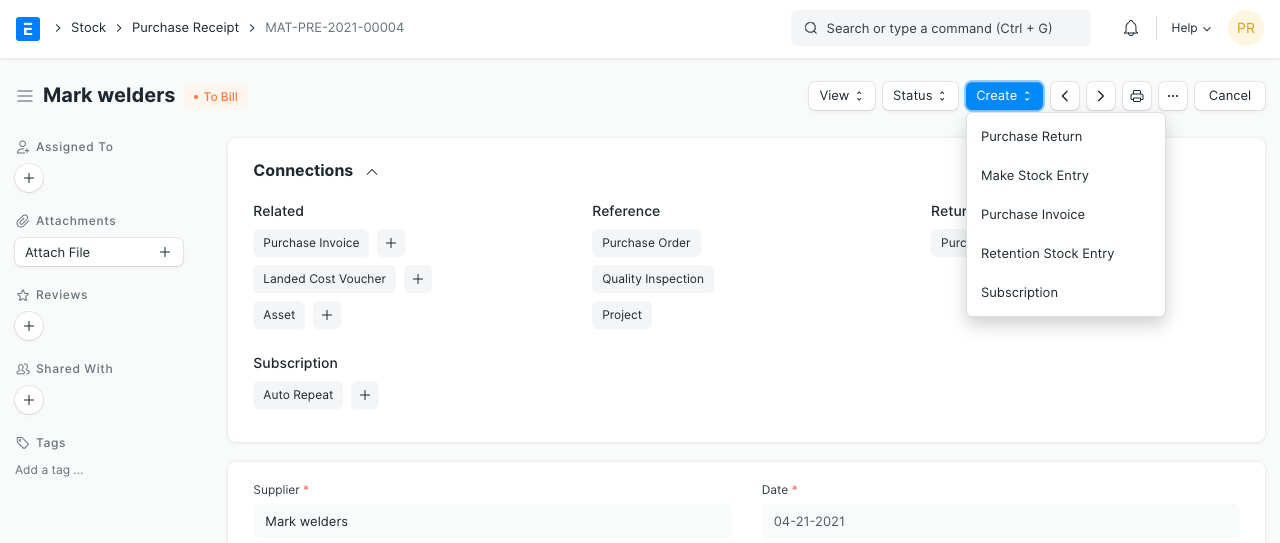 E Stock Purchase Receipt MAT-PRE-2021-00004 Search or type a command (Ctrl + G) Help PR
Mark welders • To Bill View Status Create ··· Cancel
Assigned To
Attachments
Attach File
Reviews
Shared With
Tags
Add a tag ...
Purchase Return
Make Stock Entry
Purchase Invoice
Retention Stock Entry
Subscription
Connections
Related
Purchase Invoice
Landed Cost Voucher
Asset
Reference
Purchase Order
Quality Inspection
Project
Subscription
Auto Repeat
Supplier *
Mark welders
Date *
04-21-2021